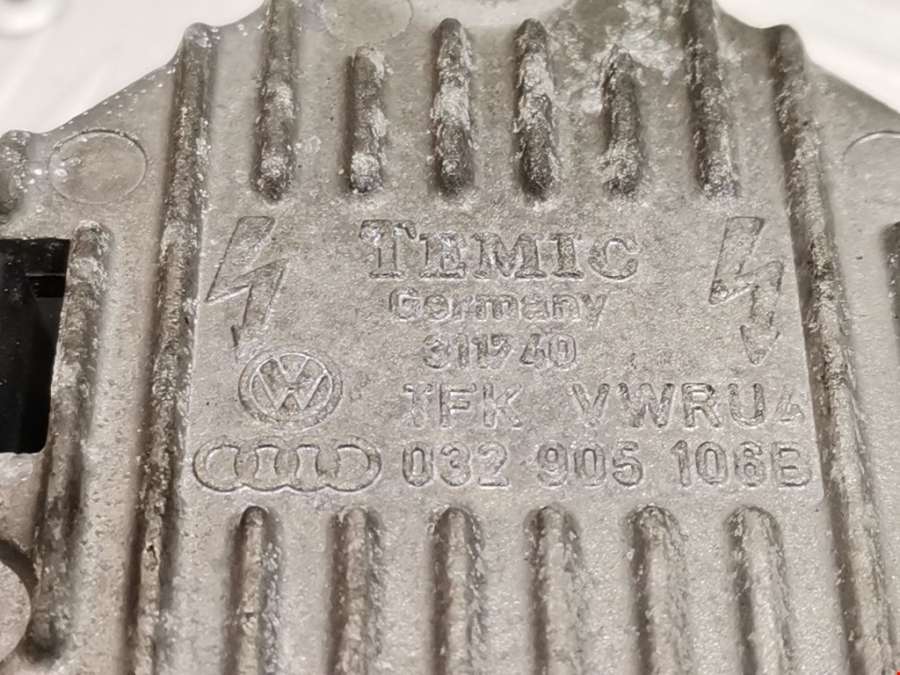 TEMIC
Germany
311740
TFK VWRU4
032 905 106B